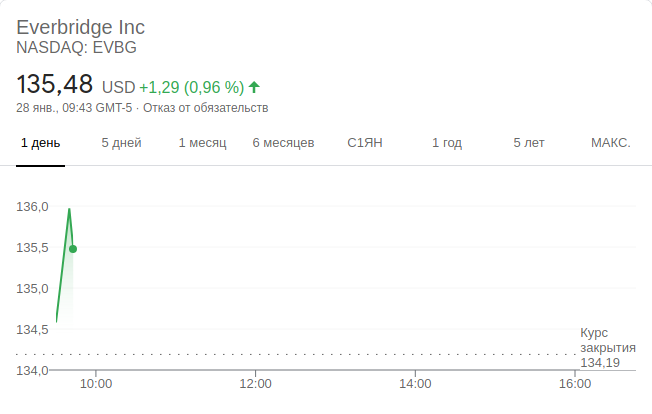 Everbridge Inc
NASDAQ: EVBG
135,48 USD +1,29 (0,96 %)
28 янв., 09:43 GMT-5 · Отказ от обязательств
1 день 5 дней 1 месяц 6 месяцев С1ЯН 1 год 5 лет МАКС.
136,0
135,5
135,0
134,5
134,0
Курс
закрытия
134,19
10:00 12:00 14:00 16:00